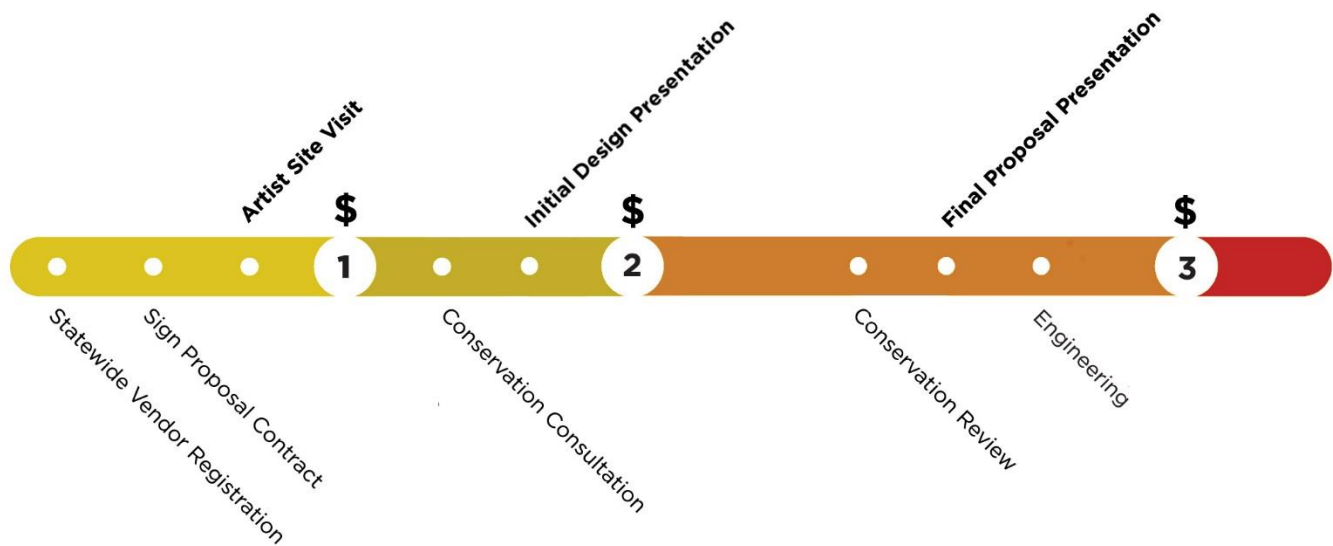 Artist Site Visit
Initial Design Presentation
Final Proposal Presentation
$
$
$
1
2
3
Statewide Vendor Registration
Sign Proposal Contract
Conservation Consultation
Conservation Review
Engineering